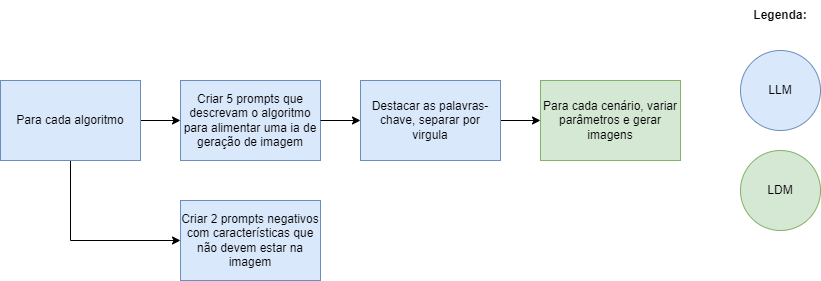 Legenda:
Para cada algoritmo
Criar 5 prompts que
descrevam o algoritmo
para alimentar uma ia de
geração de imagem
Destacar as palavras-
chave, separar por
virgula
Para cada cenário, variar
parâmetros e gerar
imagens
LLM
LDM
Criar 2 prompts negativos
com características que
não devem estar na
imagem